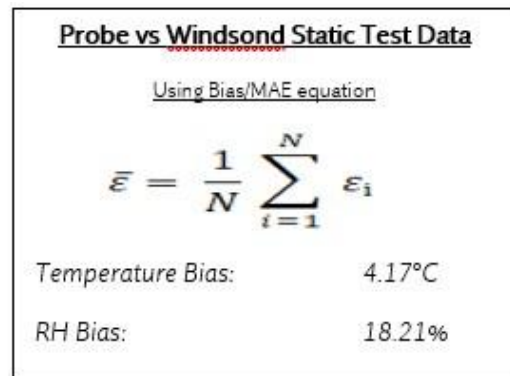 Probe vs Windsond Static Test Data
Using Bias/MAE equation
ε̄ = 1/N ∑_{i=1}^{N} ε_i
Temperature Bias: 4.17°C
RH Bias: 18.21%